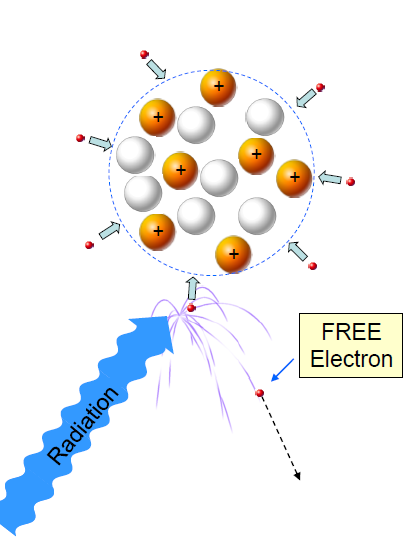 +
+
+
+
+
+
+
FREE
Electron
Radiation